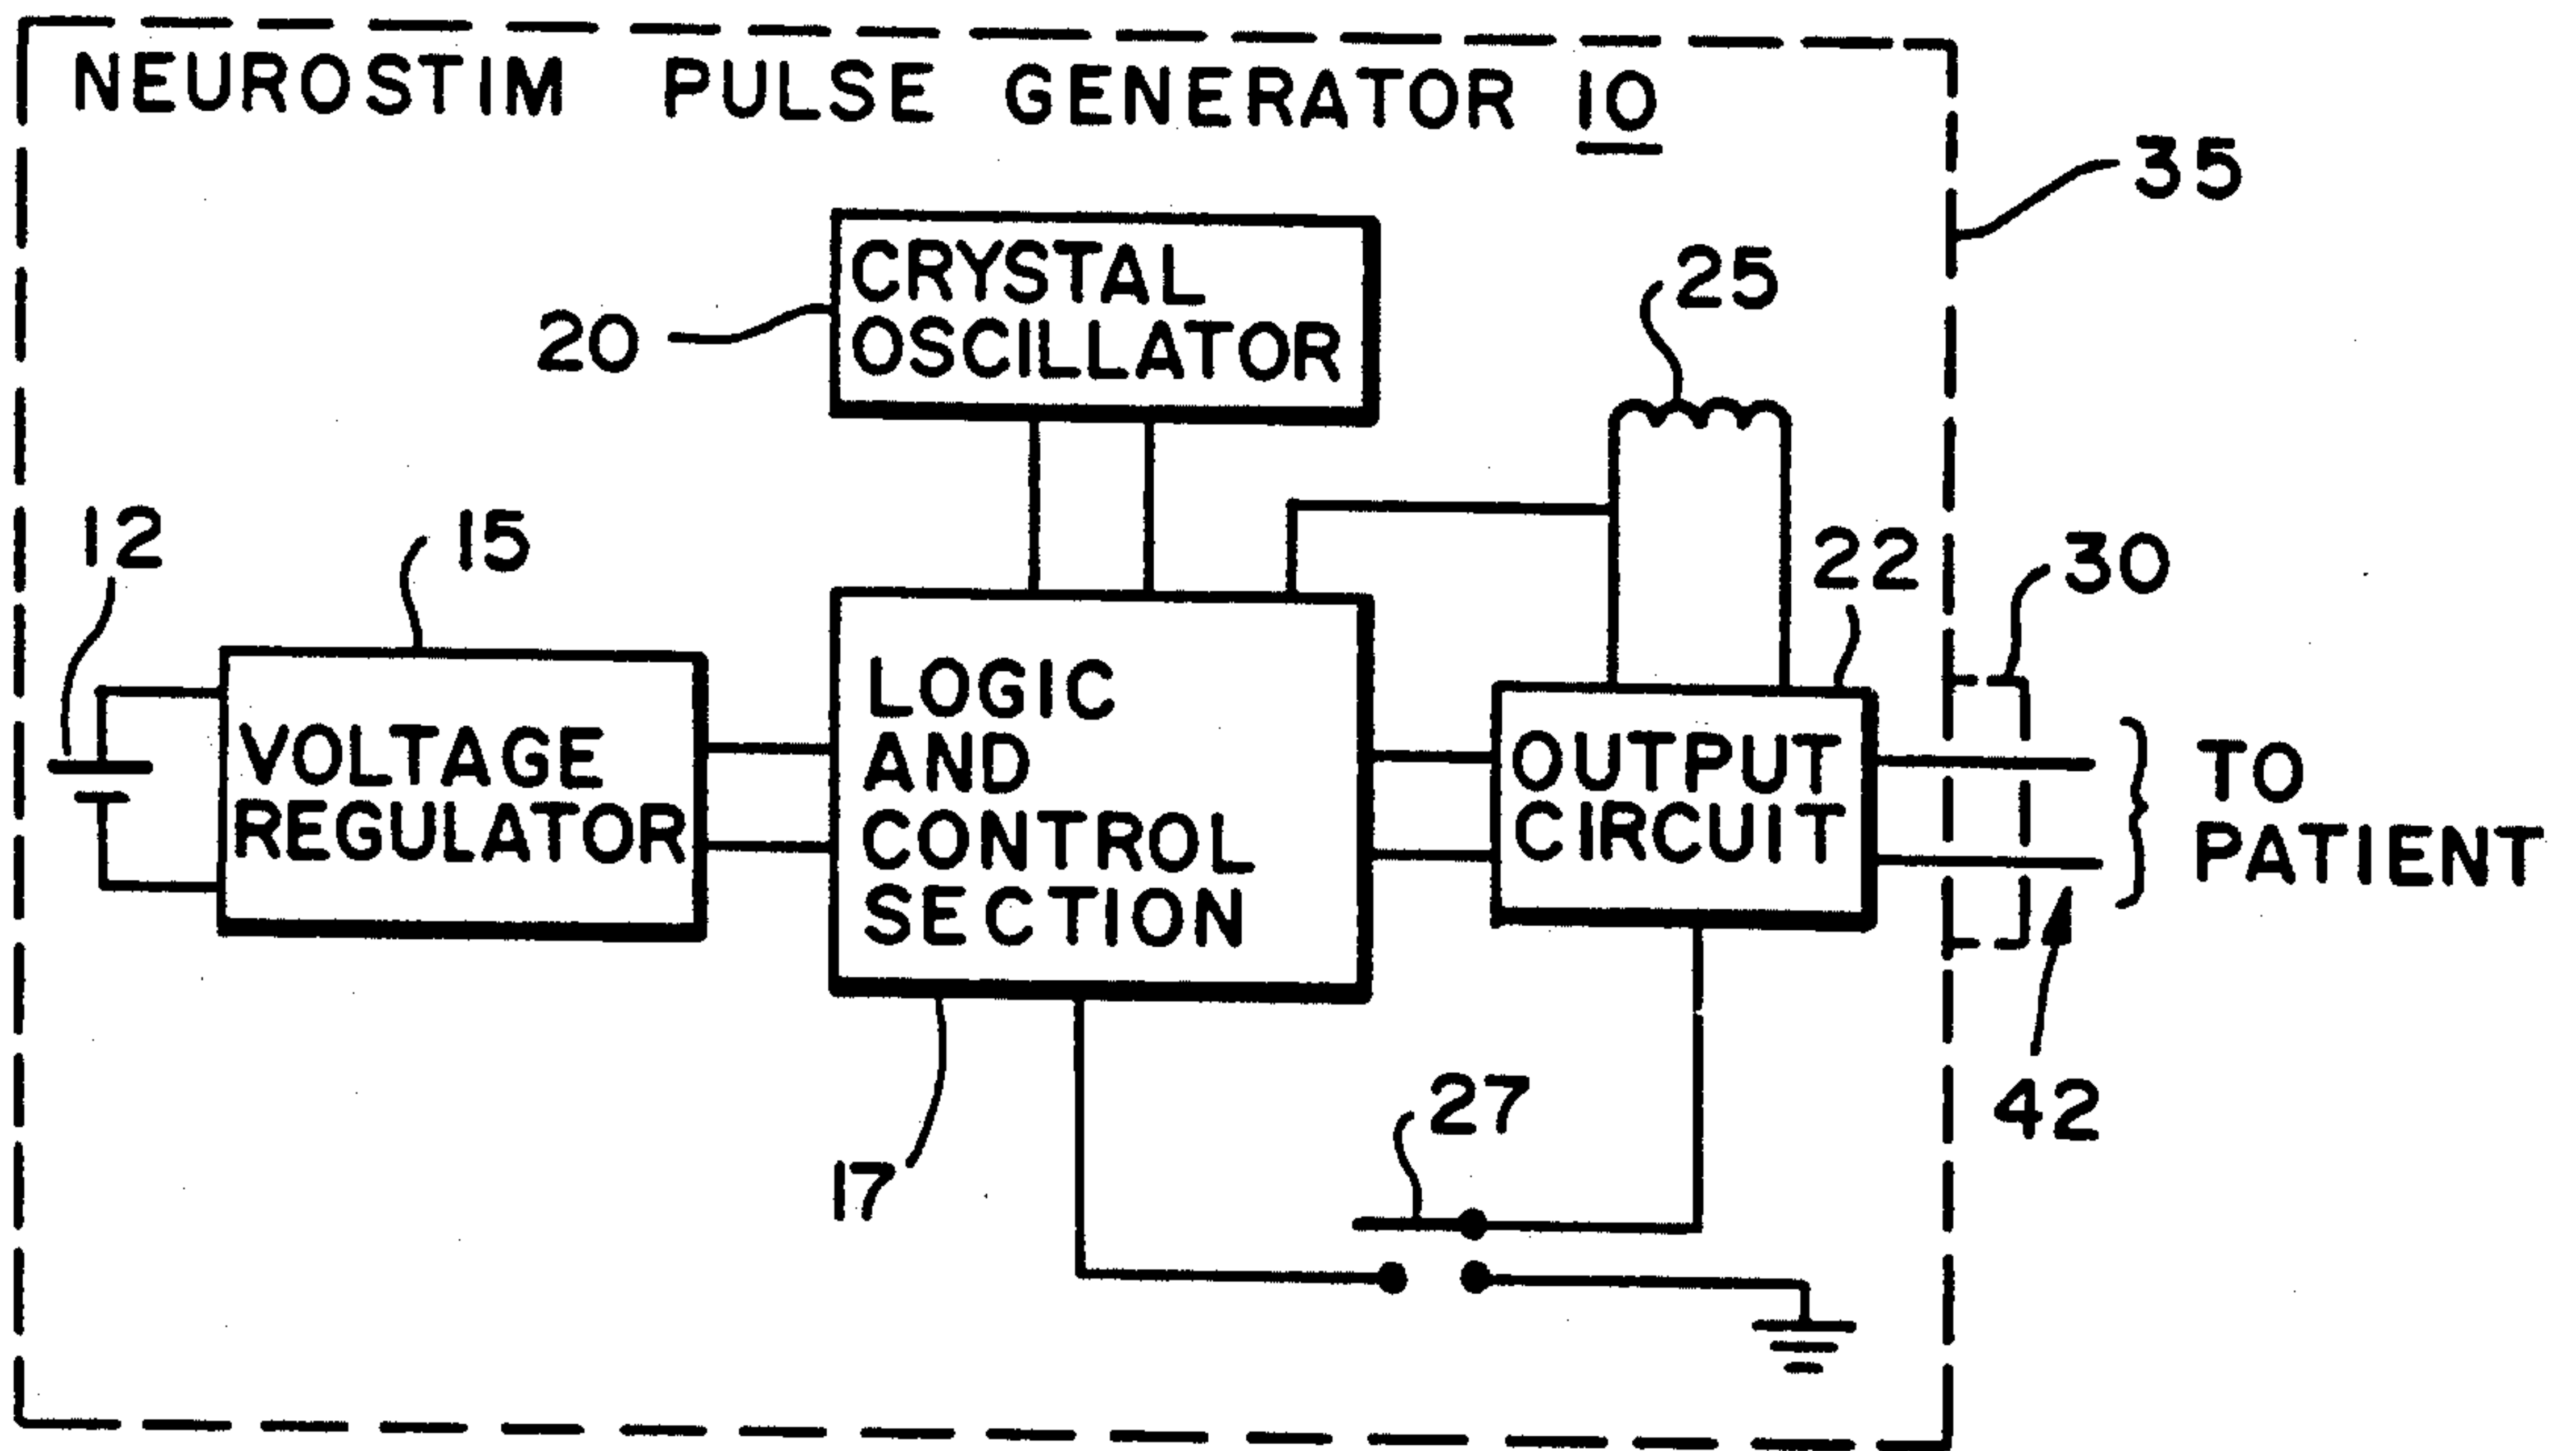 NEUROSTIM PULSE GENERATOR 10
35
CRYSTAL
OSCILLATOR
20
25
12
15
22
30
VOLTAGE
REGULATOR
LOGIC
AND
CONTROL
SECTION
OUTPUT
CIRCUIT
TO
PATIENT
42
27
17